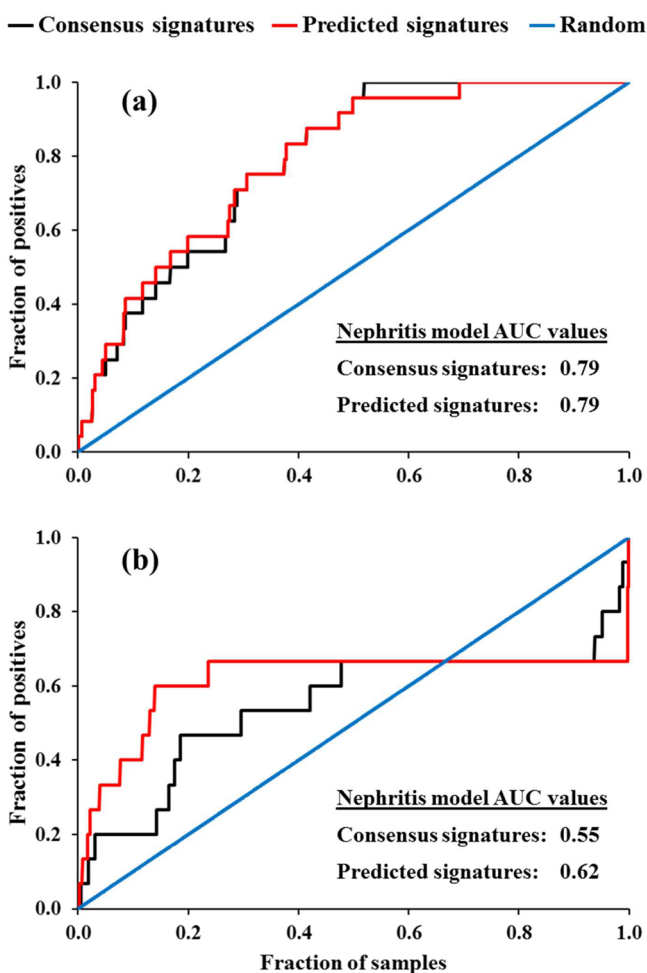 Consensus signatures Predicted signatures Random
(a)
Fraction of positives
1.0
0.8
0.6
0.4
0.2
0.0
Nephritis model AUC values
Consensus signatures: 0.79
Predicted signatures: 0.79
0.0 0.2 0.4 0.6 0.8 1.0
(b)
Fraction of positives
1.0
0.8
0.6
0.4
0.2
0.0
Nephritis model AUC values
Consensus signatures: 0.55
Predicted signatures: 0.62
0.0 0.2 0.4 0.6 0.8 1.0
Fraction of samples